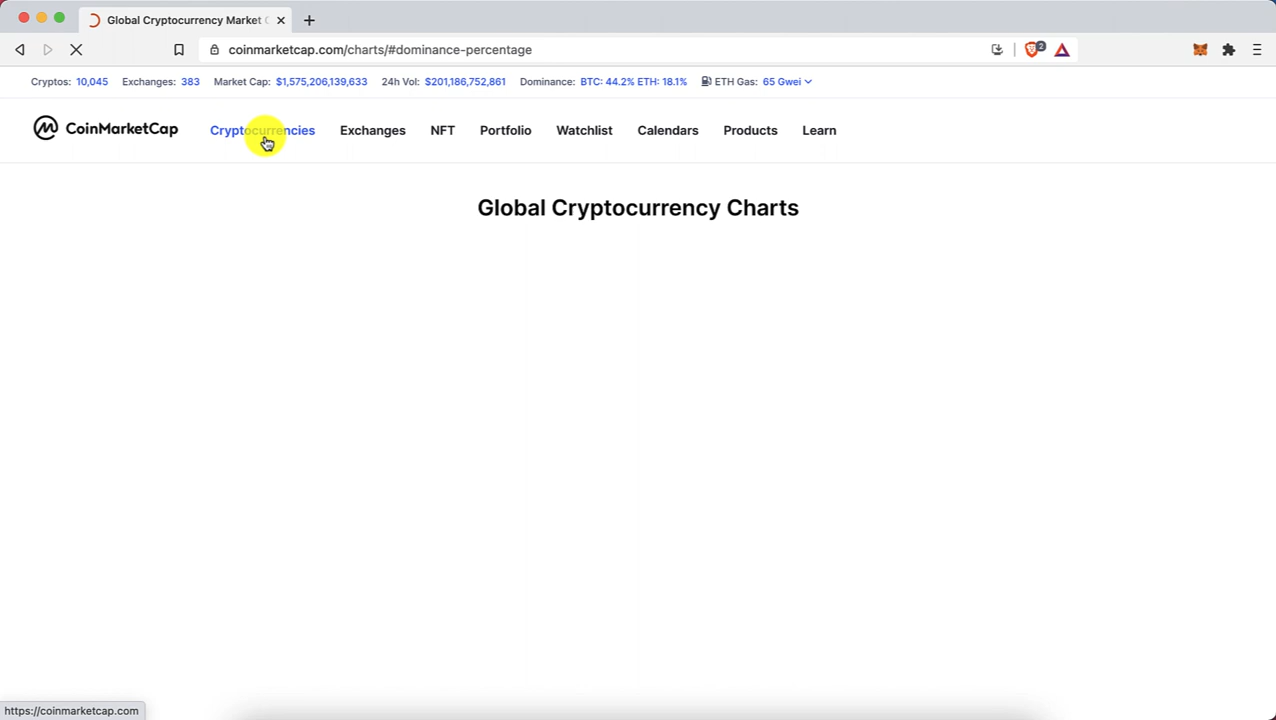 Global Cryptocurrency Market C
coinmarketcap.com/charts/#dominance-percentage
2
Cryptos: 10,045 Exchanges: 383 Market Cap: $1,575,206,139,633 24h Vol: $201,186,752,861 Dominance: BTC: 44.2% ETH: 18.1% ETH Gas: 65 Gwei
CoinMarketCap Cryptocurrencies Exchanges NFT Portfolio Watchlist Calendars Products Learn
Global Cryptocurrency Charts
https://coinmarketcap.com